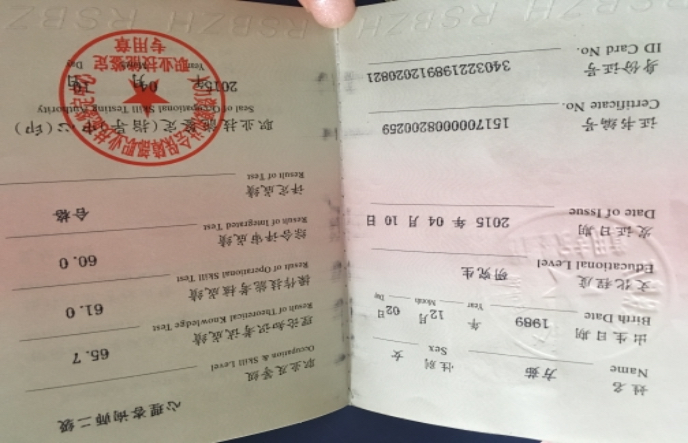 姓名 方茹 性别 女
Name Sex
出生日期 1989 年 12月 02日
Birth Date Year Month Day
文化程度 研究生
Educational Level
发证日期 2015 年 04 月 10 日
Date of Issue
证书编号 1517000008200259
Certificate No.
身份证号 340322198912020821
ID Card No.
RSBZH RSBZH RSBZ
心理咨询师二级
职业及等级
Occupation & Skill Level
理论知识考试成绩 65.7
Result of Theoretical Knowledge Test
操作技能考核成绩 61.0
Result of Operational Skill Test
综合评审成绩 60.0
Result of Integrated Test
评定成绩 合格
Result of Test
职业技能鉴定(指导)中心(印)
Seal of Occupational Skill Testing Authority
2015年 月 日
Year Month Day
职业技能鉴定
专用章